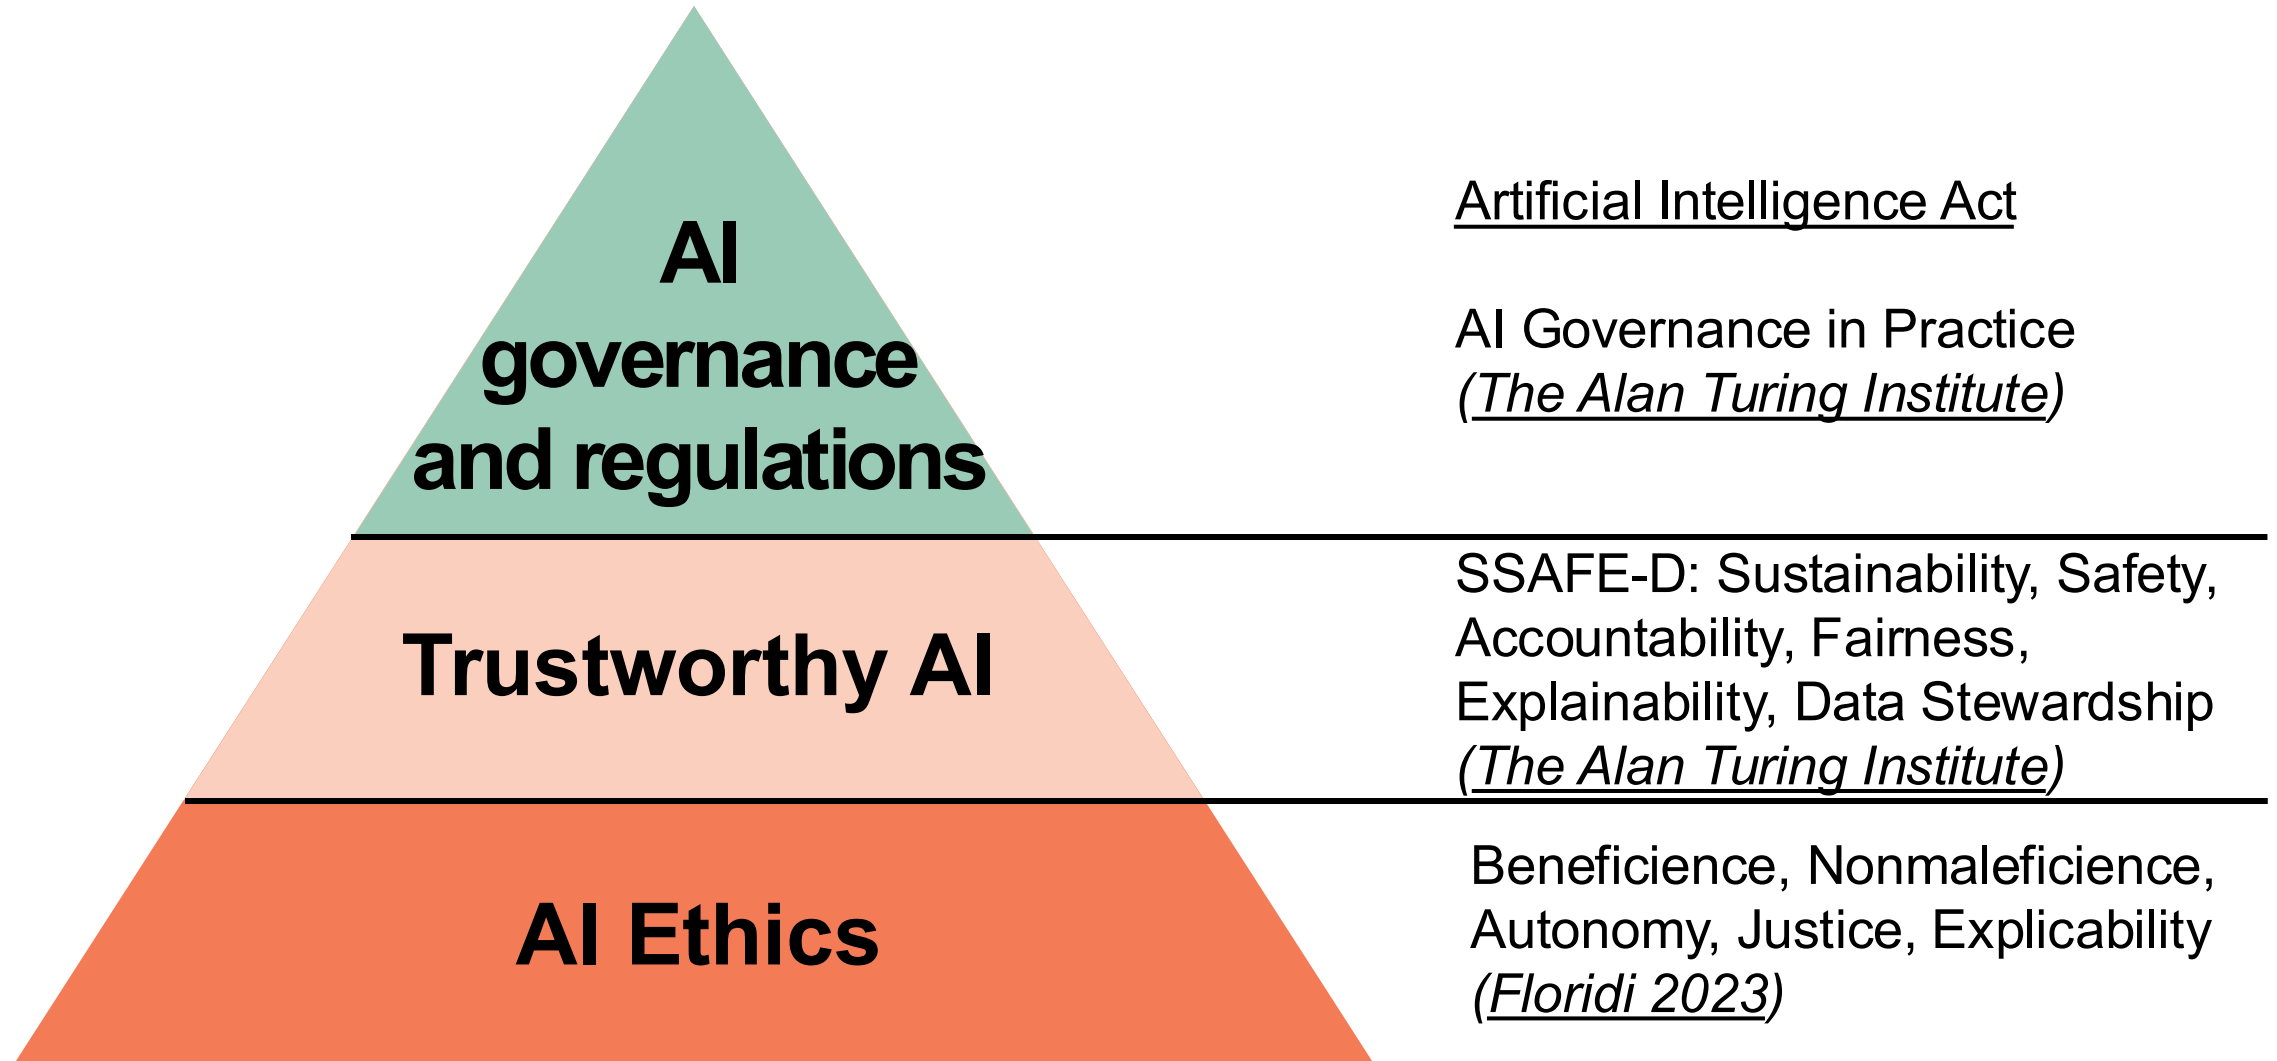 AI
governance
and regulations
Artificial Intelligence Act
AI Governance in Practice
(The Alan Turing Institute)
Trustworthy AI
SSAFE-D: Sustainability, Safety,
Accountability, Fairness,
Explainability, Data Stewardship
(The Alan Turing Institute)
AI Ethics
Beneficience, Nonmaleficience,
Autonomy, Justice, Explicability
(Floridi 2023)